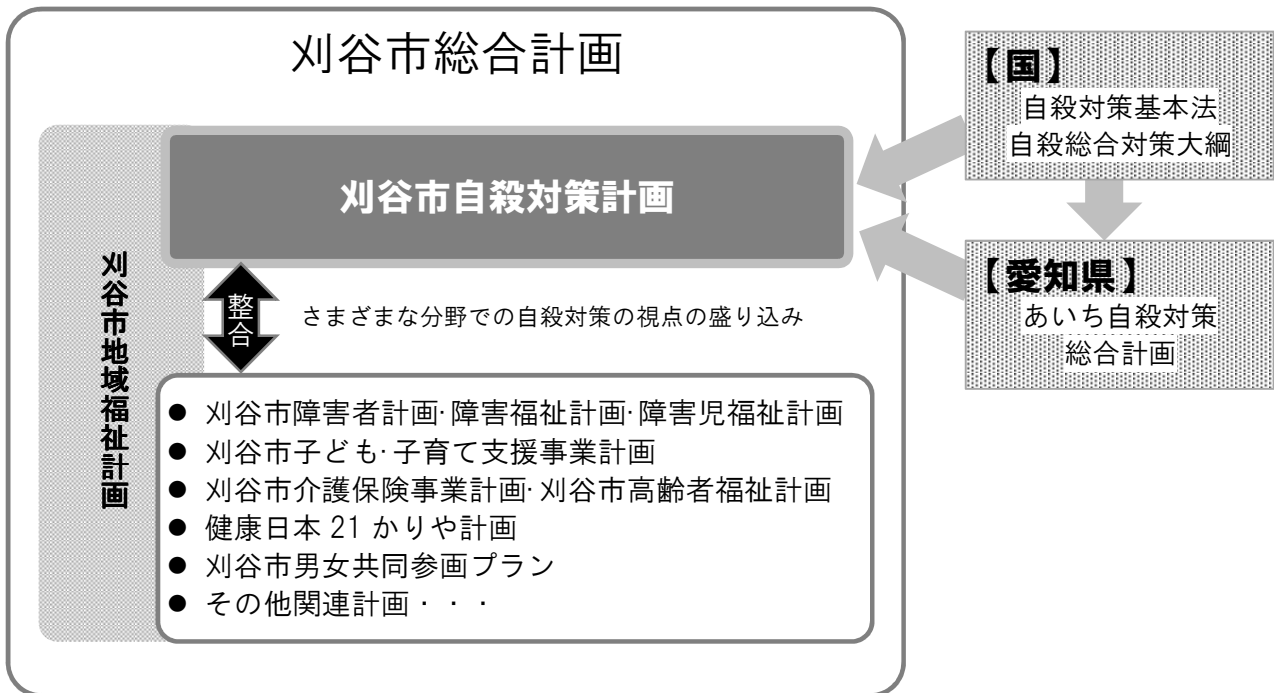 刈谷市総合計画
【国】
自殺対策基本法
自殺総合対策大綱
刈谷市自殺対策計画
【愛知県】
あいち自殺対策
総合計画
刈谷市地域福祉計画
整合
さまざまな分野での自殺対策の視点の盛り込み
● 刈谷市障害者計画・障害福祉計画・障害児福祉計画
● 刈谷市子ども・子育て支援事業計画
● 刈谷市介護保険事業計画・刈谷市高齢者福祉計画
● 健康日本 21 かりや計画
● 刈谷市男女共同参画プラン
● その他関連計画・・・